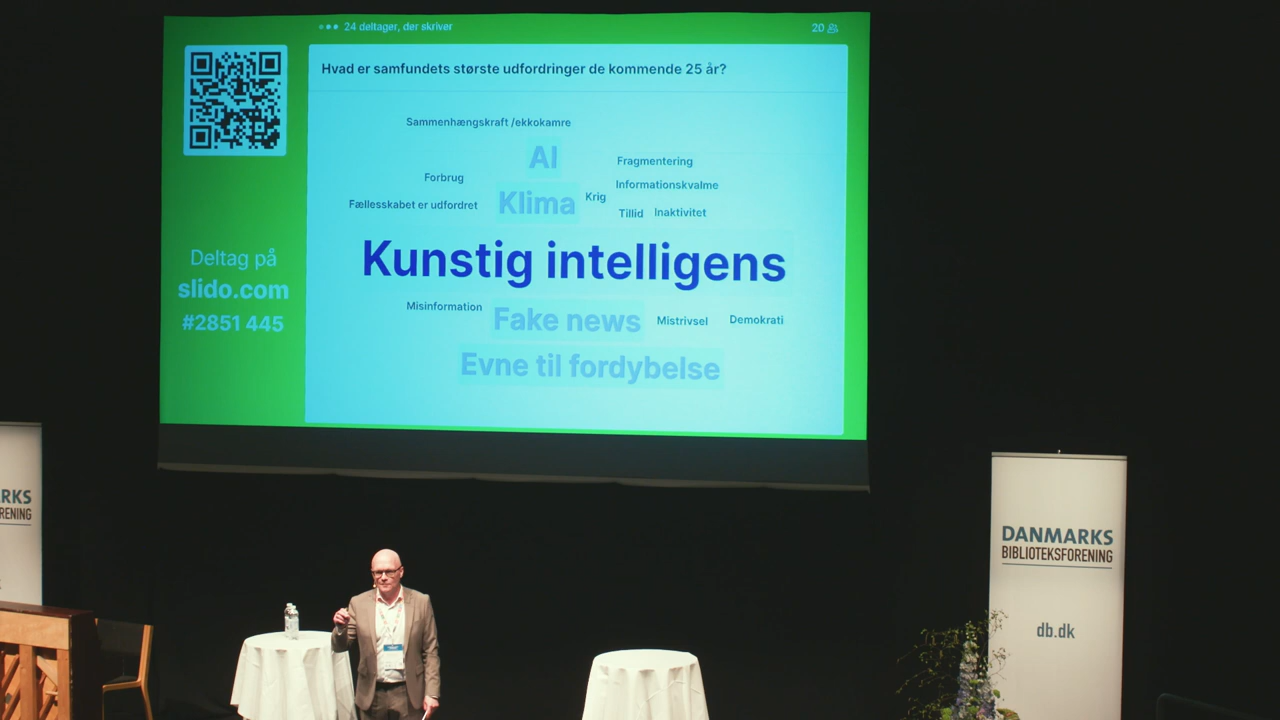 24 deltager, der skriver
20
Hvad er samfundets største udfordringer de kommende 25 år?
Sammenhængskraft /ekkokamre
AI
Fragmentering
Forbrug
Informationskvalme
Klima
Krig
Fællesskabet er udfordret
Tillid
Inaktivitet
Kunstig intelligens
Misinformation
Fake news
Mistrivsel
Demokrati
Evne til fordybelse
Deltag på
slido.com
#2851 445
RKS
RENING
DANMARKS
BIBLIOTEKSFORENING
db.dk